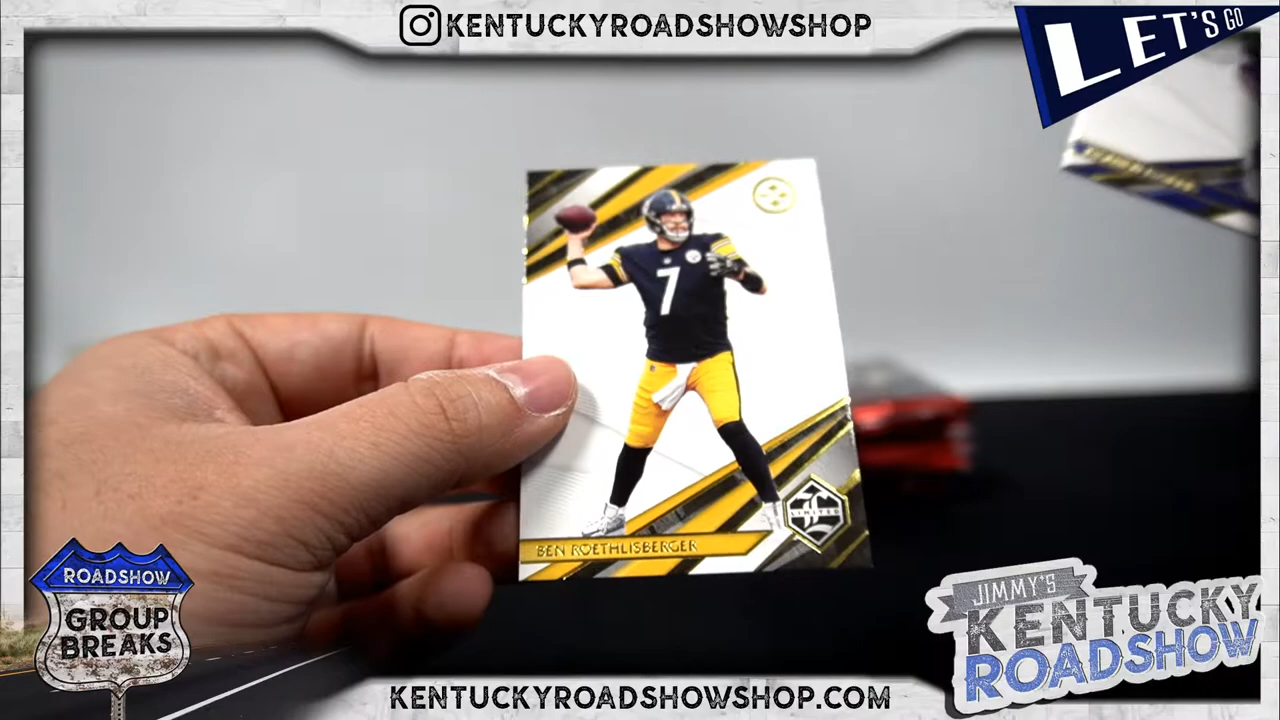 KENTUCKYROADSHOWSHOP
LET'S GO
7
LIMITED
BEN ROETHLISBERGER
ROADSHOW
GROUP
BREAKS
JIMMY'S
KENTUCKY
ROADSHOW
KENTUCKYROADSHOWSHOP.COM